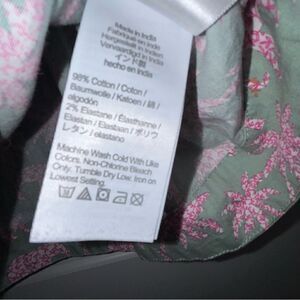 Made in India
Fabriqué en Inde
Hergestellt in Indien
Vervaardigd in India
インド製
hecho en India
98% Cotton / Coton /
Baumwolle / Katoen / 綿 /
algodón
2% Elastane / Élasthanne /
Elastan / Elastaan / ポリウ
レタン / elastano
Machine Wash Cold With Like
Colors. Non-Chlorine Bleach
Only. Tumble Dry Low. Iron on
Lowest Setting.